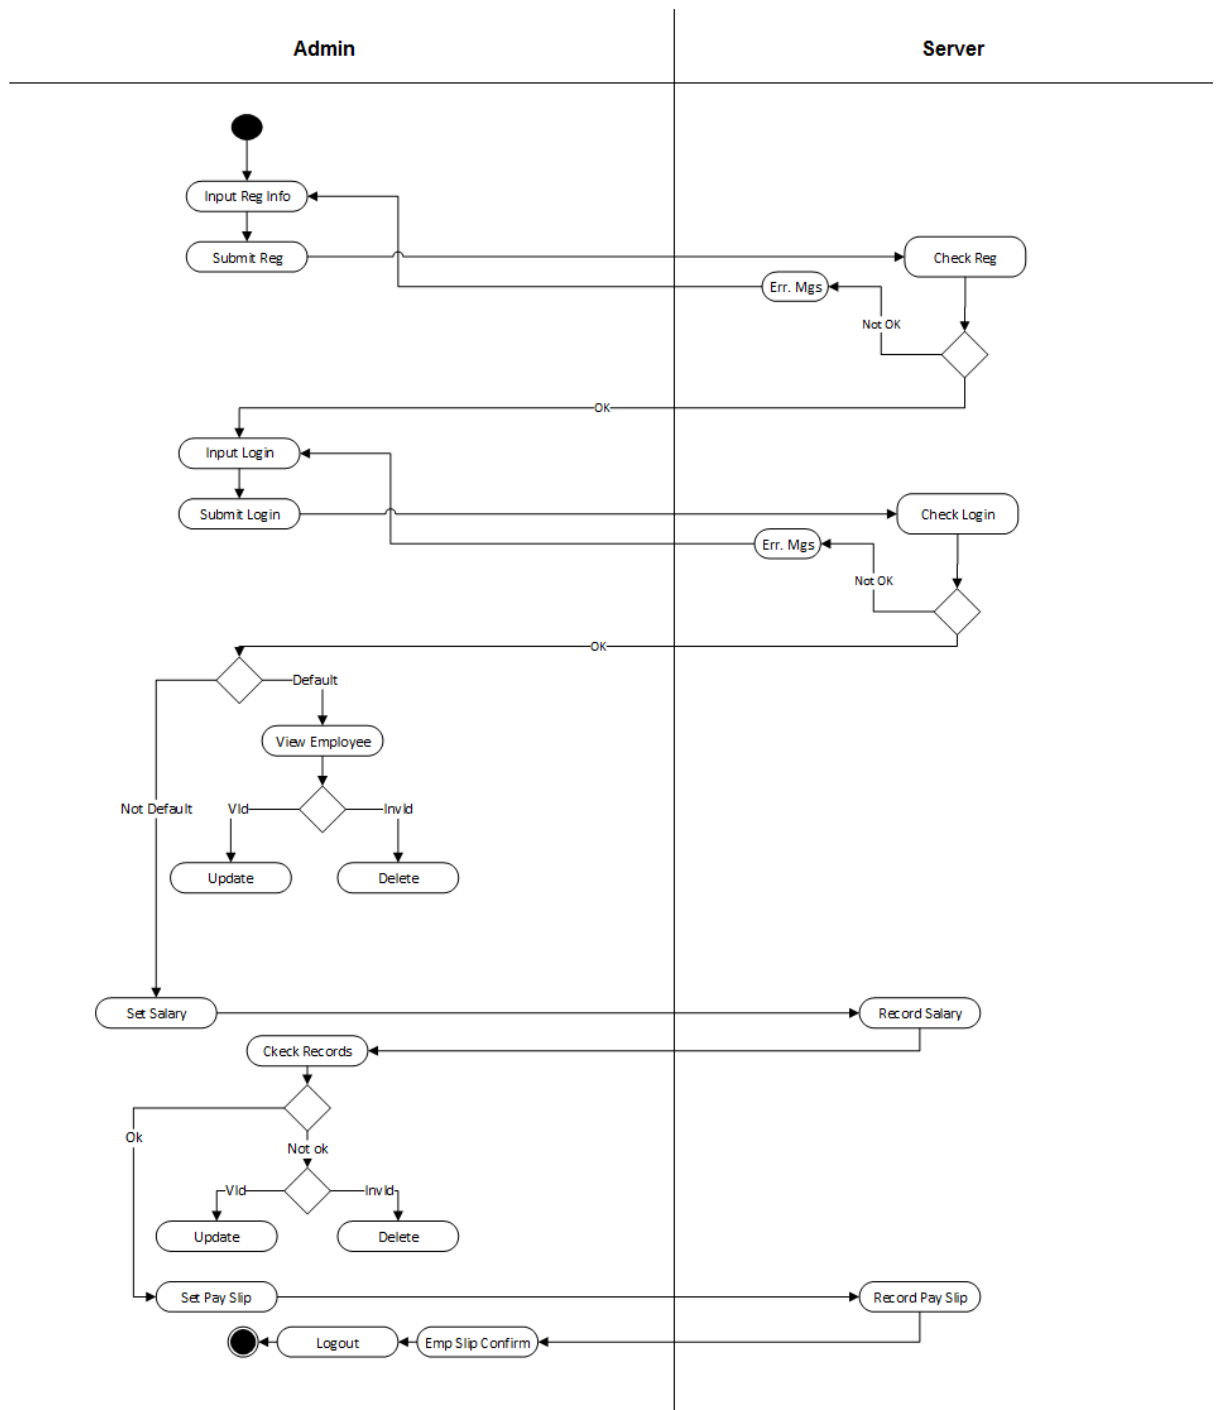 Admin
Server
Input Reg Info
Submit Reg
Check Reg
Err. Mgs
Not OK
OK
Input Login
Submit Login
Check Login
Err. Mgs
Not OK
OK
Default
View Employee
Not Default
Vld
Invld
Update
Delete
Set Salary
Record Salary
Ckeck Records
Ok
Not ok
Vld
Invld
Update
Delete
Set Pay Slip
Record Pay Slip
Logout
Emp Slip Confirm